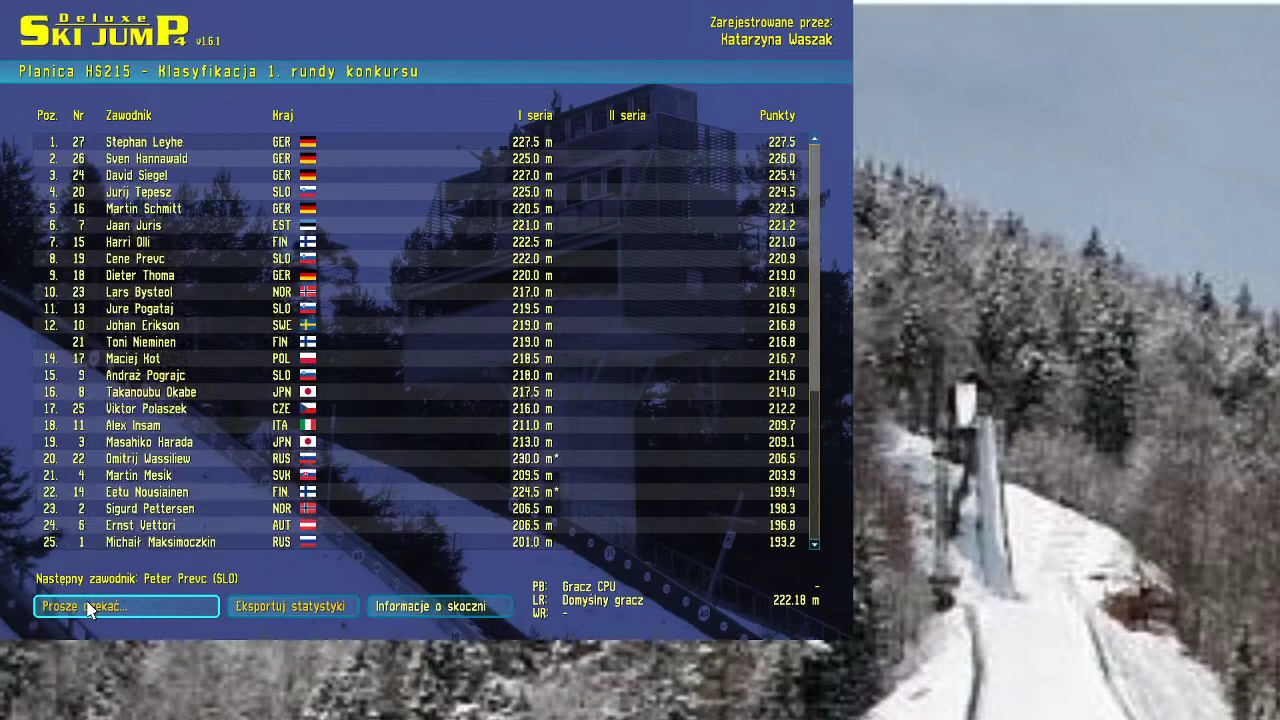 Deluxe
SKI JUMP4 v1.6.1
Zarejestrowane przez:
Katarzyna Waszak
Planica HS215 - Klasyfikacja 1. rundy konkursu
Poz. Nr Zawodnik Kraj I seria II seria Punkty
1. 27 Stephan Leyhe GER 227.5 m 227.5
2. 26 Sven Hannawald GER 225.0 m 226.0
3. 24 David Siegel GER 227.0 m 225.4
4. 20 Jurij Tepesz SLO 225.0 m 224.5
5. 16 Martin Schmitt GER 220.5 m 222.1
6. 7 Jaan Juris EST 221.0 m 221.2
7. 15 Harri Olli FIN 222.5 m 221.0
8. 19 Cene Prevc SLO 222.0 m 220.9
9. 18 Dieter Thoma GER 220.0 m 219.0
10. 23 Lars Bysteol NOR 217.0 m 218.4
11. 13 Jure Pogataj SLO 219.5 m 216.9
12. 10 Johan Erikson SWE 219.0 m 216.8
21 Toni Nieminen FIN 219.0 m 216.8
14. 17 Maciej Kot POL 218.5 m 216.7
15. 9 Andraż Pograjc SLO 218.0 m 214.6
16. 8 Takanoubu Okabe JPN 217.5 m 214.0
17. 25 Viktor Polaszek CZE 216.0 m 212.2
18. 11 Alex Insam ITA 211.0 m 209.7
19. 3 Masahiko Harada JPN 213.0 m 209.1
20. 22 Dmitrij Wassiliew RUS 230.0 m* 206.5
21. 4 Martin Mesik SVK 209.5 m 203.9
22. 14 Eetu Nousiainen FIN 224.5 m* 199.4
23. 2 Sigurd Pettersen NOR 206.5 m 198.3
24. 6 Ernst Vettori AUT 206.5 m 196.8
25. 1 Michaił Maksimoczkin RUS 201.0 m 193.2
Następny zawodnik: Peter Prevc (SLO)
Proszę czekać...
Eksportuj statystyki
Informacje o skoczni
PB: Gracz CPU -
LR: Domyślny gracz 222.18 m
WR: -